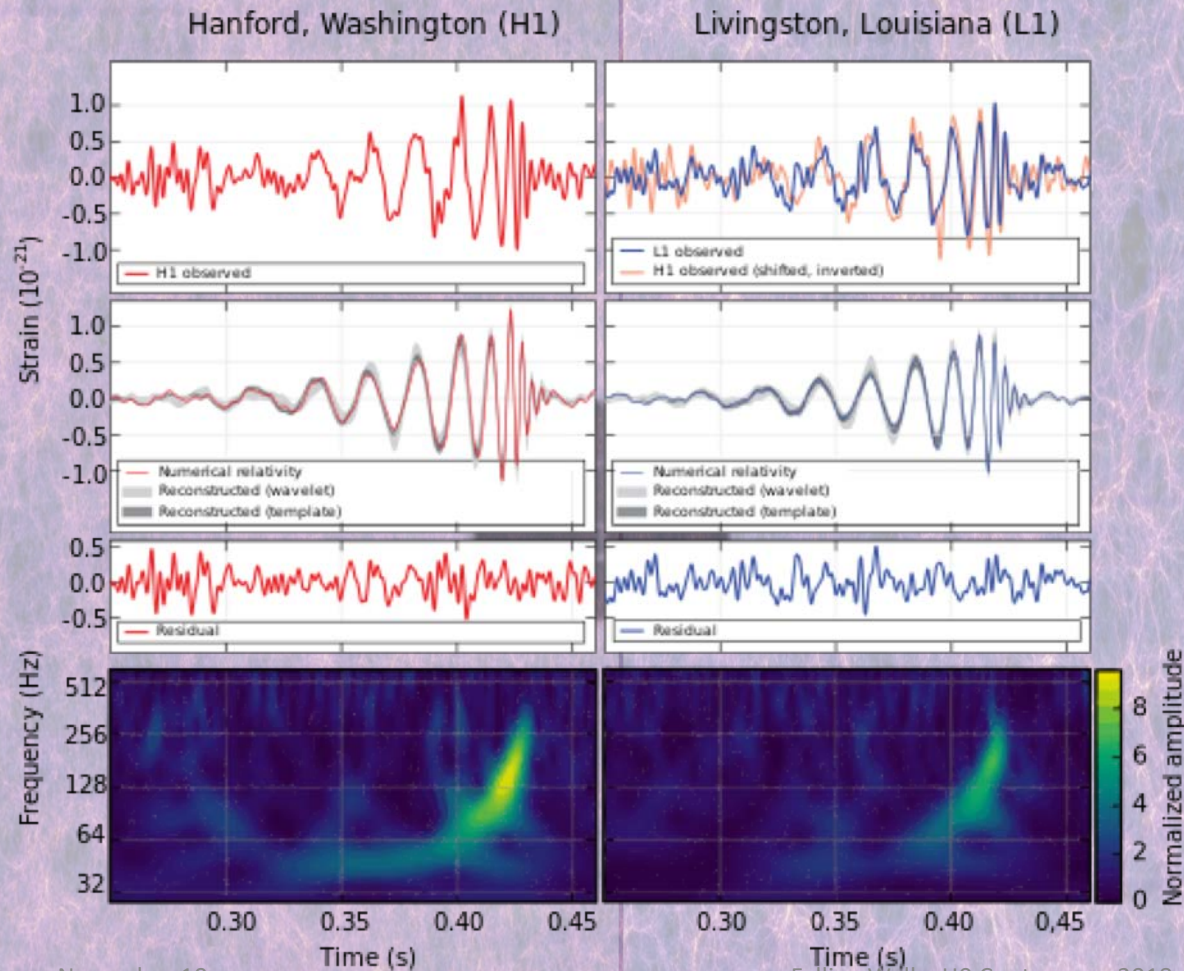 Hanford, Washington (H1)
Livingston, Louisiana (L1)
Strain (10⁻²¹)
1.0
0.5
0.0
-0.5
-1.0
H1 observed
L1 observed
H1 observed (shifted, inverted)
1.0
0.5
0.0
-0.5
-1.0
Numerical relativity
Reconstructed (wavelet)
Reconstructed (template)
Numerical relativity
Reconstructed (wavelet)
Reconstructed (template)
0.5
0.0
-0.5
Residual
Residual
Frequency (Hz)
512
256
128
64
32
Normalized amplitude
8
6
4
2
0
0.30 0.35 0.40 0.45
0.30 0.35 0.40 0,45
Time (s)
Time (s)